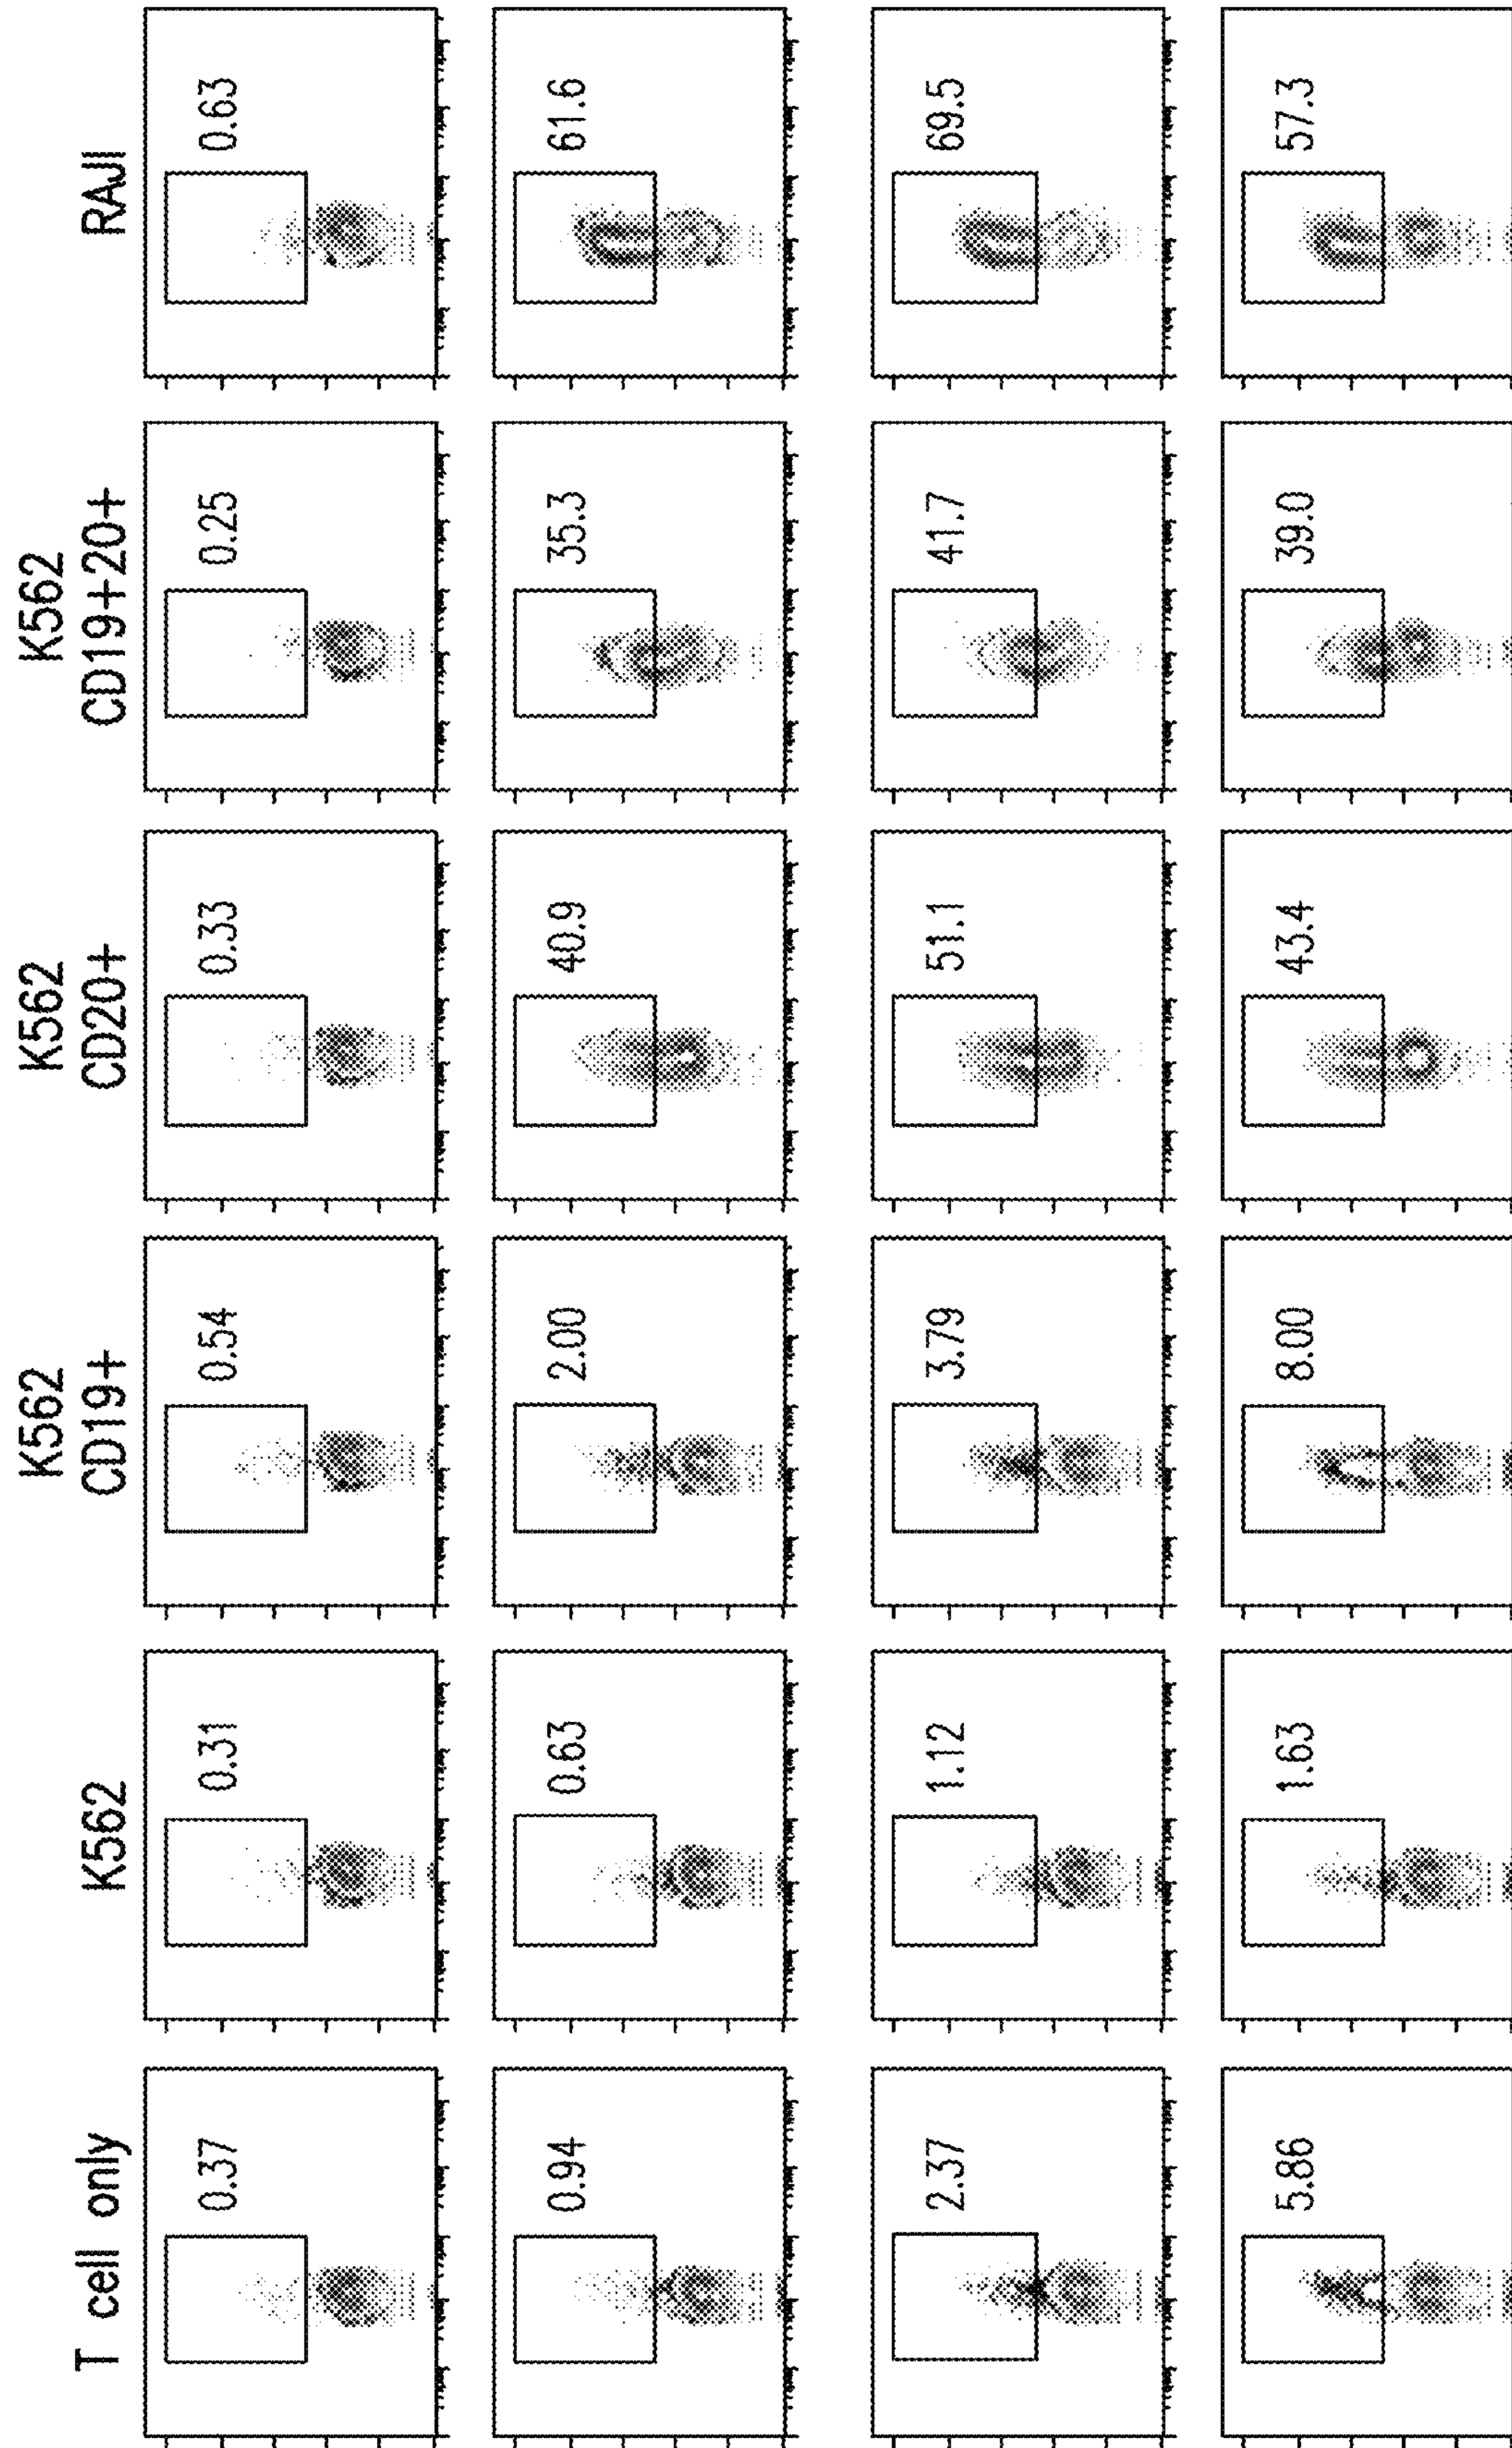 T cell only
K562
K562
CD19+
K562
CD20+
K562
CD19+20+
RAJI
0.37
0.31
0.54
0.33
0.25
0.63
0.94
0.63
2.00
40.9
35.3
61.6
2.37
1.12
3.79
51.1
41.7
69.5
5.86
1.63
8.00
43.4
39.0
57.3